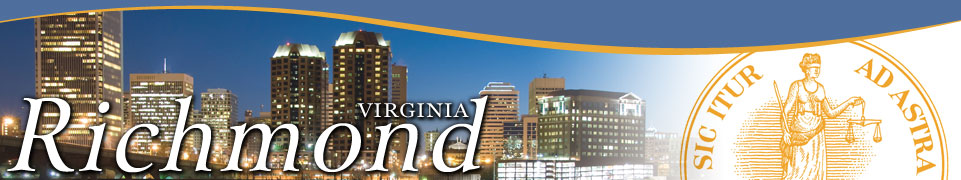 VIRGINIA
Richmond
SIC ITUR AD ASTRA